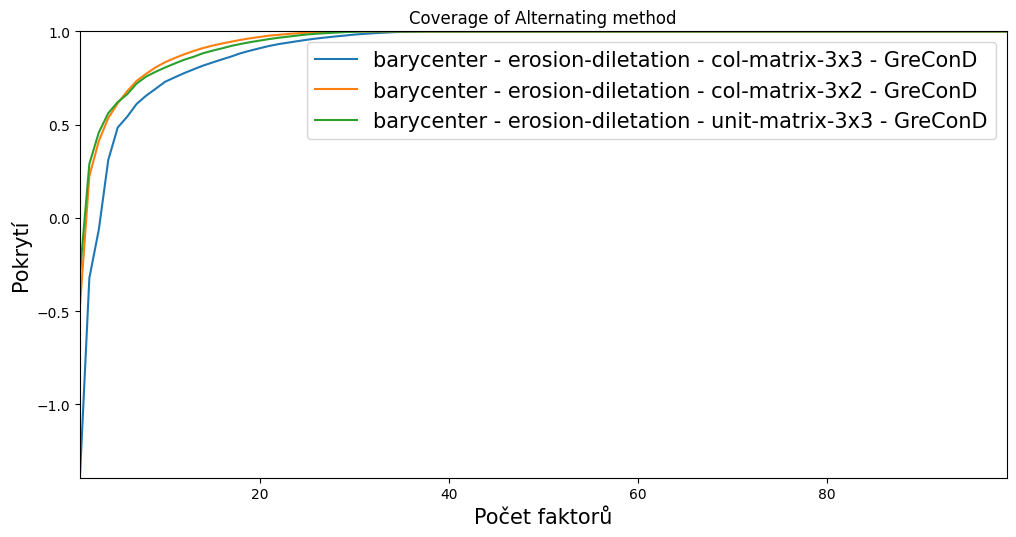 Coverage of Alternating method
1.0
0.5
0.0
−0.5
−1.0
Pokrytí
barycenter - erosion-diletation - col-matrix-3x3 - GreConD
barycenter - erosion-diletation - col-matrix-3x2 - GreConD
barycenter - erosion-diletation - unit-matrix-3x3 - GreConD
20
40
60
80
Počet faktorů